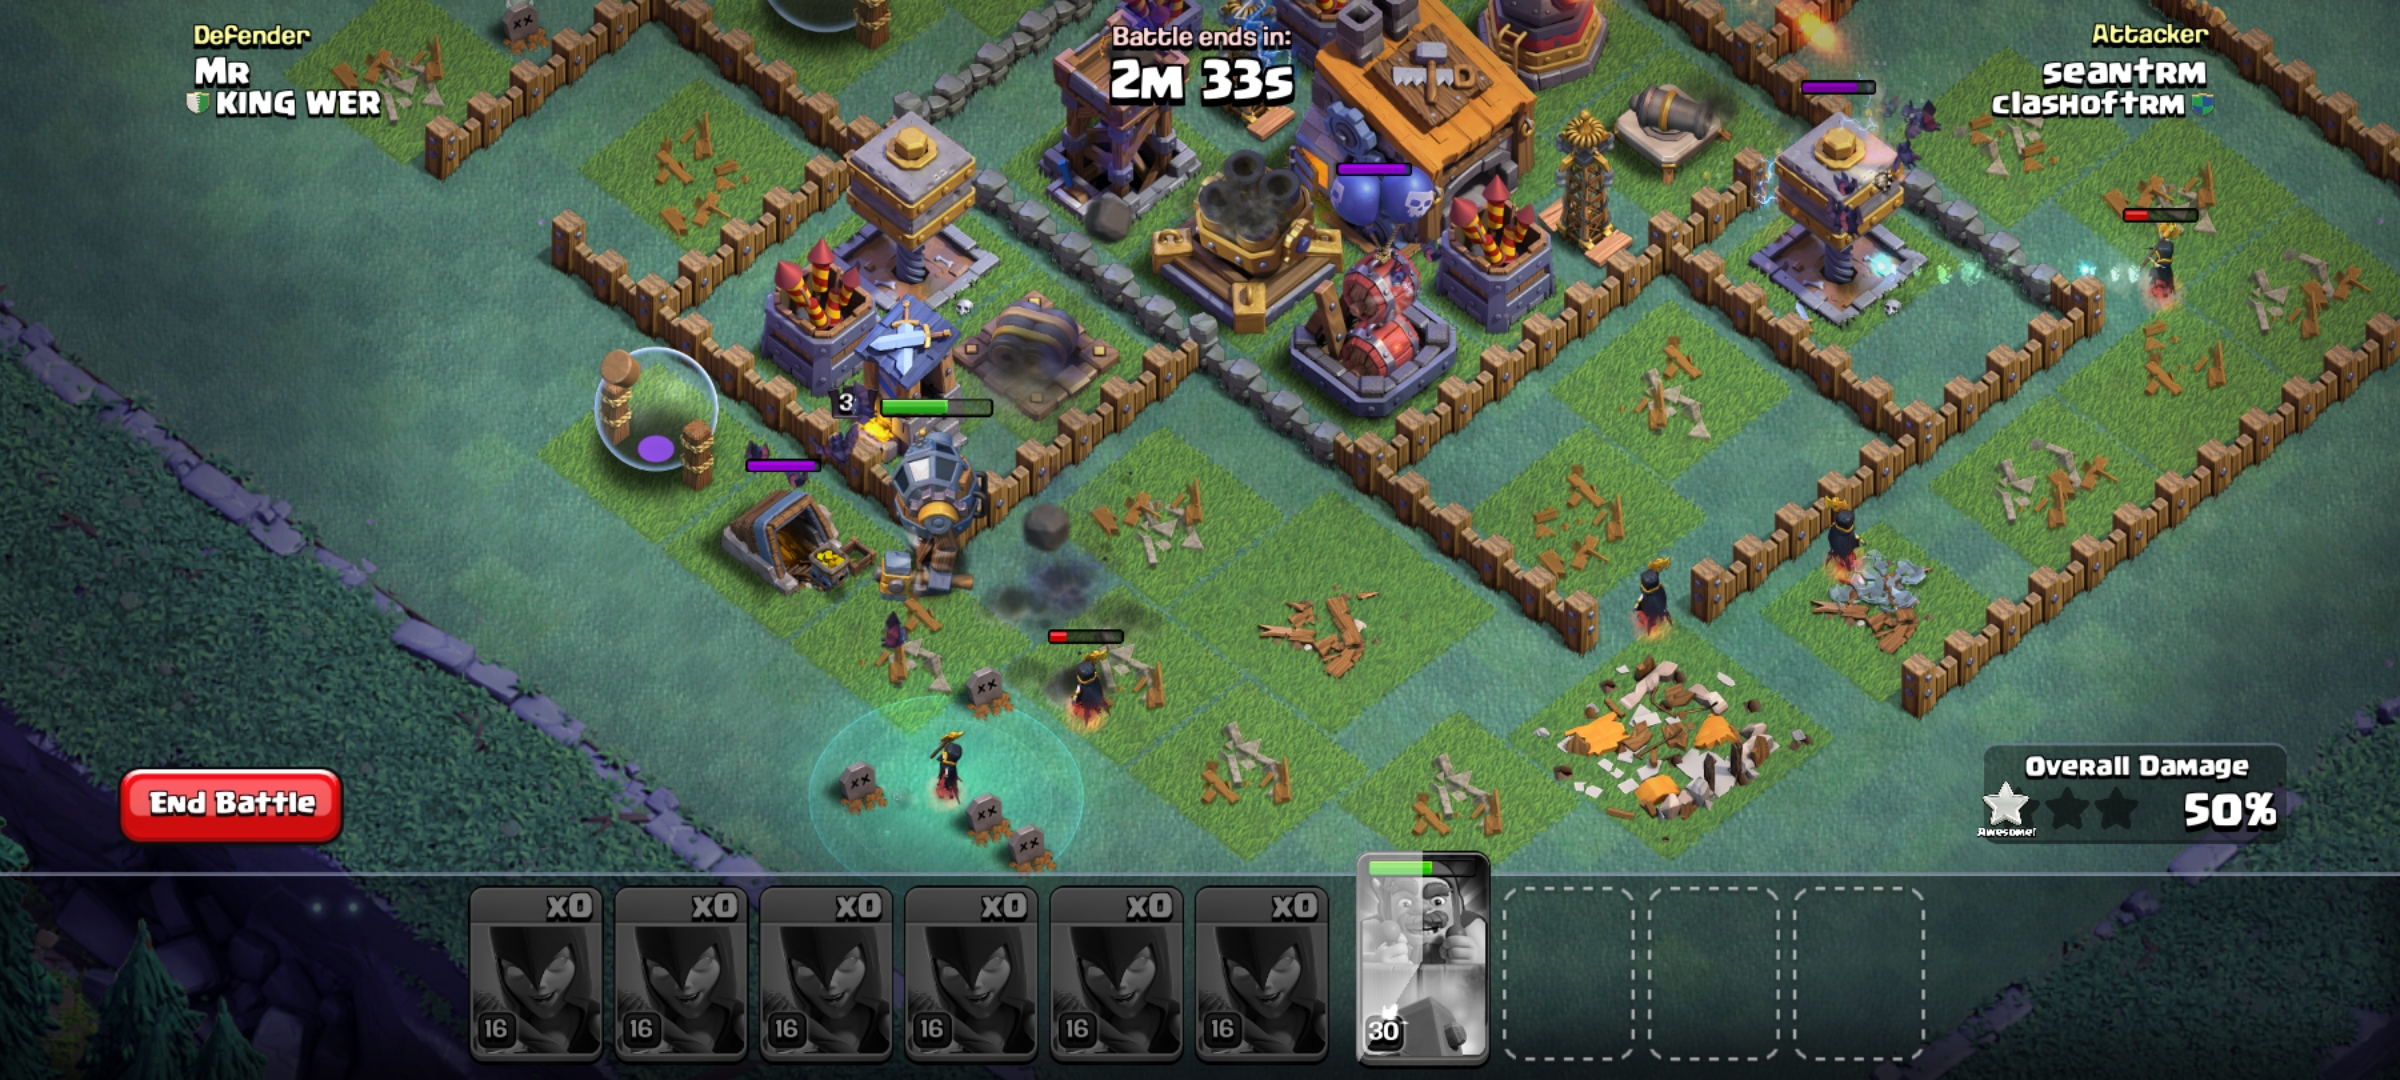 Defender
Mr
KING WER
Battle ends in:
2M 33s
Attacker
seantRM
clashoftRM
3
End Battle
Overall Damage
Awesome!
50%
x0
x0
x0
x0
x0
x0
16
16
16
16
16
16
30